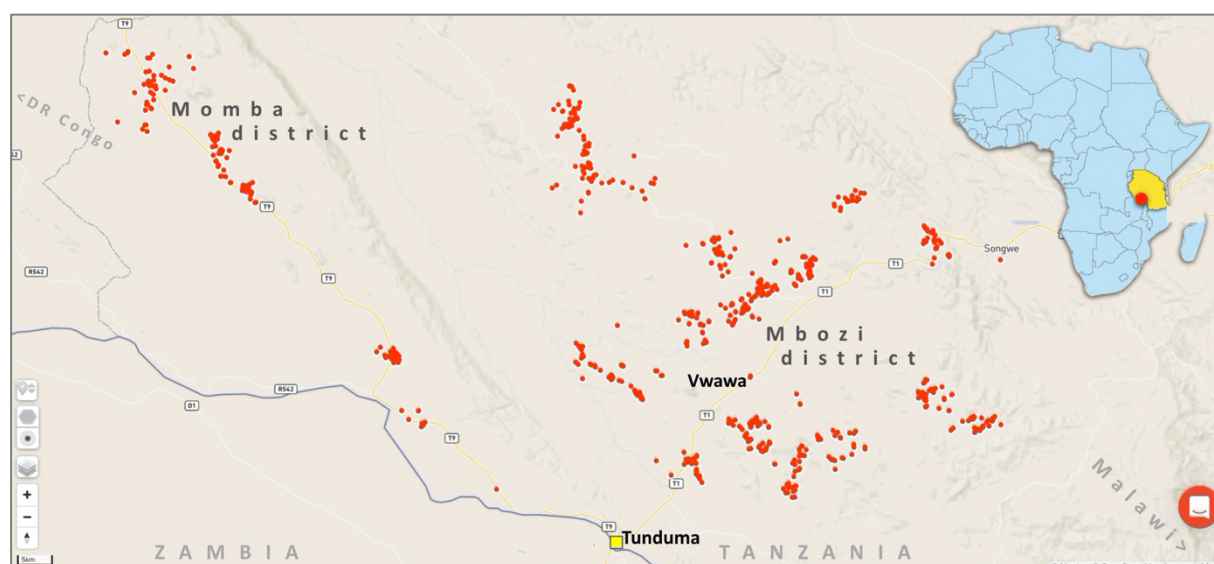 T9
<DR Congo
Momba
district
T9
Songwe
T1
T1
T9
R542
Mbozi
district
R542
Vwawa
D1
T1
T9
T1
Malawi>
T9
Tunduma
ZAMBIA
TANZANIA
5km